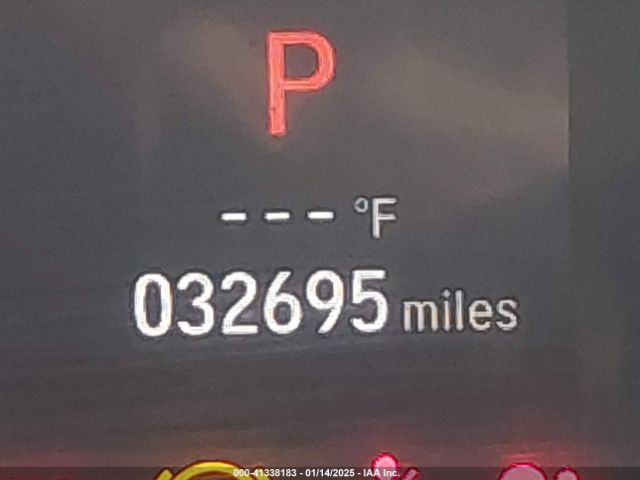 P
--- °F
032695 miles
000-41338183 - 01/14/2025 - IAA Inc.